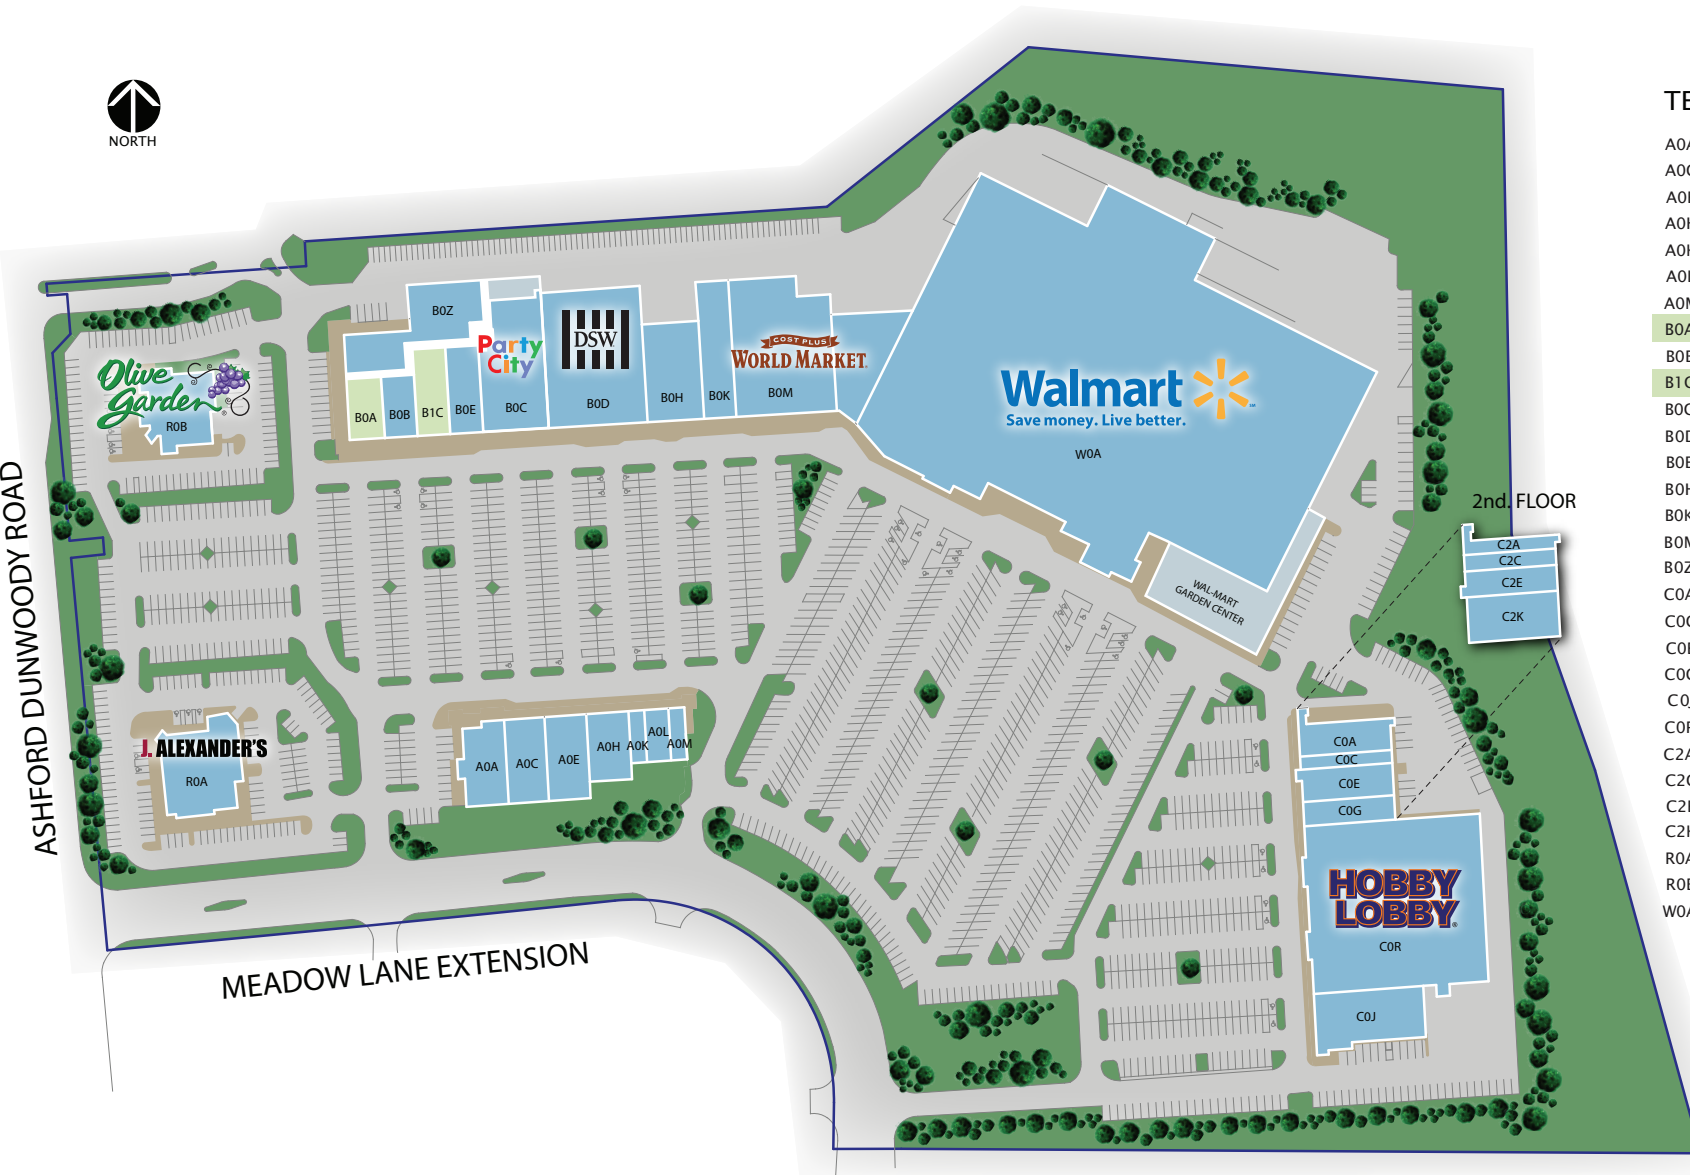 NORTH
TE
B0Z
Party
City
DSW
COST PLUS
WORLD MARKET
B0A
B0B
B1C
B0E
B0C
B0D
B0H
B0K
B0M
Olive
Garden
R0B
Walmart
Save money. Live better.
W0A
WAL-MART
GARDEN CENTER
2nd. FLOOR
C2A
C2C
C2E
C2K
ASHFORD DUNWOODY ROAD
J. ALEXANDER'S
R0A
A0A
A0C
A0E
A0H
A0K
A0L
A0M
C0A
C0C
C0E
C0G
HOBBY
LOBBY
C0R
C0J
MEADOW LANE EXTENSION